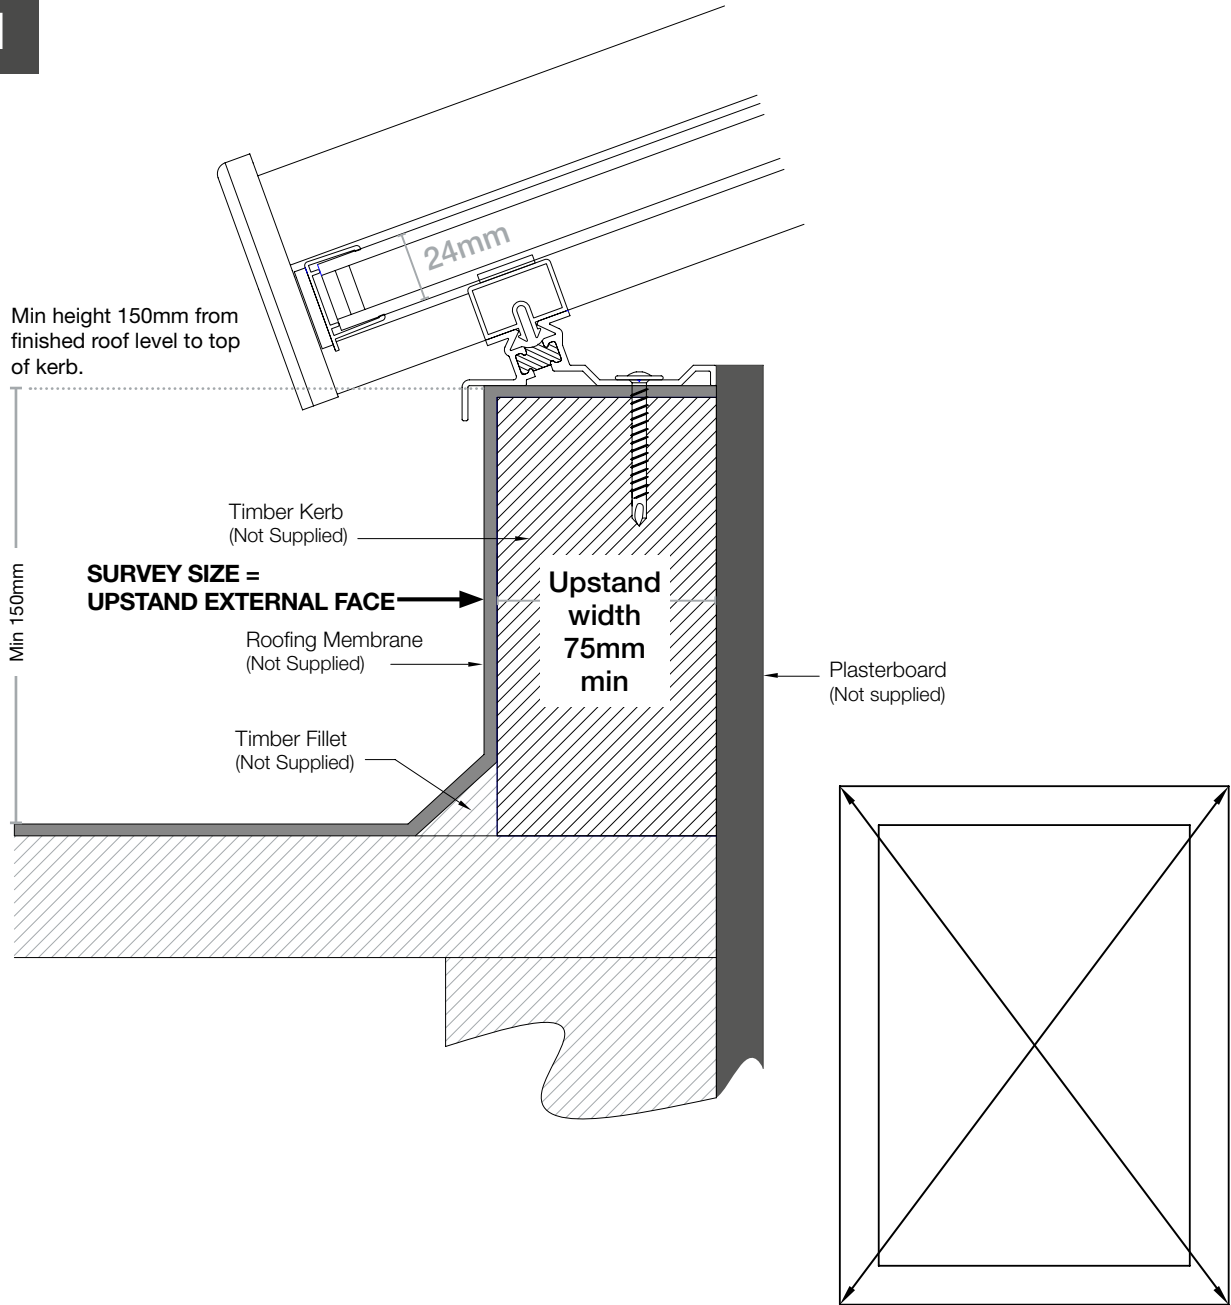 24mm
Min height 150mm from
finished roof level to top
of kerb.
Timber Kerb
(Not Supplied)
SURVEY SIZE =
UPSTAND EXTERNAL FACE
Upstand
width
75mm
min
Min 150mm
Roofing Membrane
(Not Supplied)
Plasterboard
(Not supplied)
Timber Fillet
(Not Supplied)